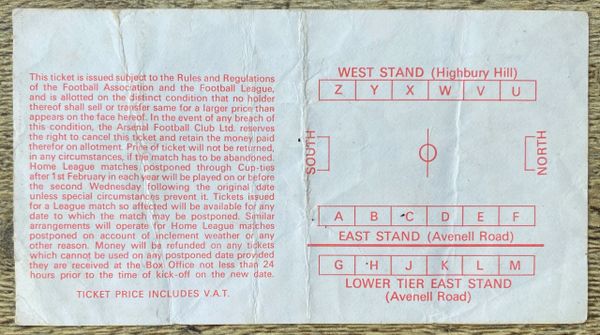 This ticket is issued subject to the Rules and Regulations
of the Football Association and the Football League,
and is allotted on the distinct condition that no holder
thereof shall sell or transfer same for a larger price than
appears on the face hereof. In the event of any breach
of this condition, the Arsenal Football Club Ltd. reserves
the right to cancel this ticket and retain the money paid
therefor on allotment. Price of ticket will not be returned,
in any circumstances, if the match has to be abandoned.
Home League matches postponed through Cup-ties
after 1st February in each year will be played on or before
the second Wednesday following the original date
unless special circumstances prevent it. Tickets issued
for a League match so affected will be available for any
date to which the match may be postponed. Similar
arrangements will operate for Home League matches
postponed on account of inclement weather or any
other reason. Money will be refunded on any tickets
which cannot be used on any postponed date provided
they are received at the Box Office not less than 24
hours prior to the time of kick-off on the new date.
TICKET PRICE INCLUDES V.A.T.
WEST STAND (Highbury Hill)
Z Y X W V U
SOUTH
NORTH
A B C D E F
EAST STAND (Avenell Road)
G H J K L M
LOWER TIER EAST STAND
(Avenell Road)